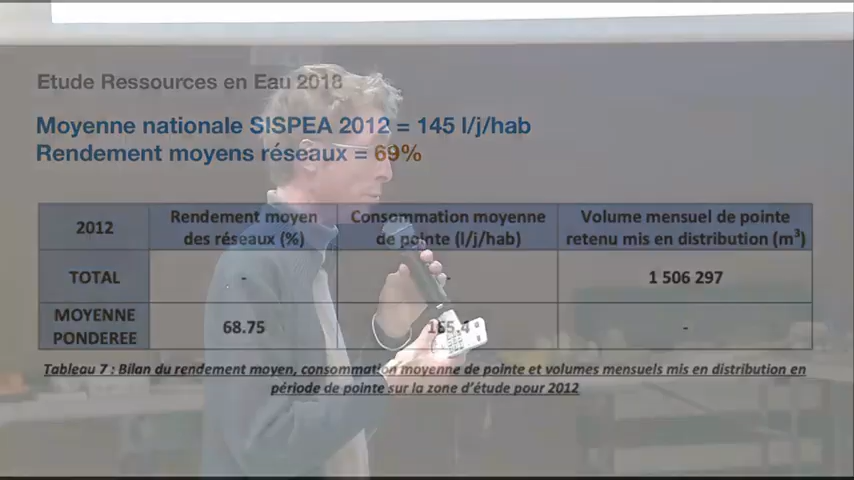 Etude Ressources en Eau 2018
Moyenne nationale SISPEA 2012 = 145 l/j/hab
Rendement moyens réseaux = 69%
2012
Rendement moyen
des réseaux (%)
Consommation moyenne
de pointe (l/j/hab)
Volume mensuel de pointe
retenu mis en distribution (m³)
TOTAL
-
-
1 506 297
MOYENNE
PONDEREE
68.75
-
Tableau 7 : Bilan du rendement moyen, consommation moyenne de pointe et volumes mensuels mis en distribution en
période de pointe sur la zone d'étude pour 2012